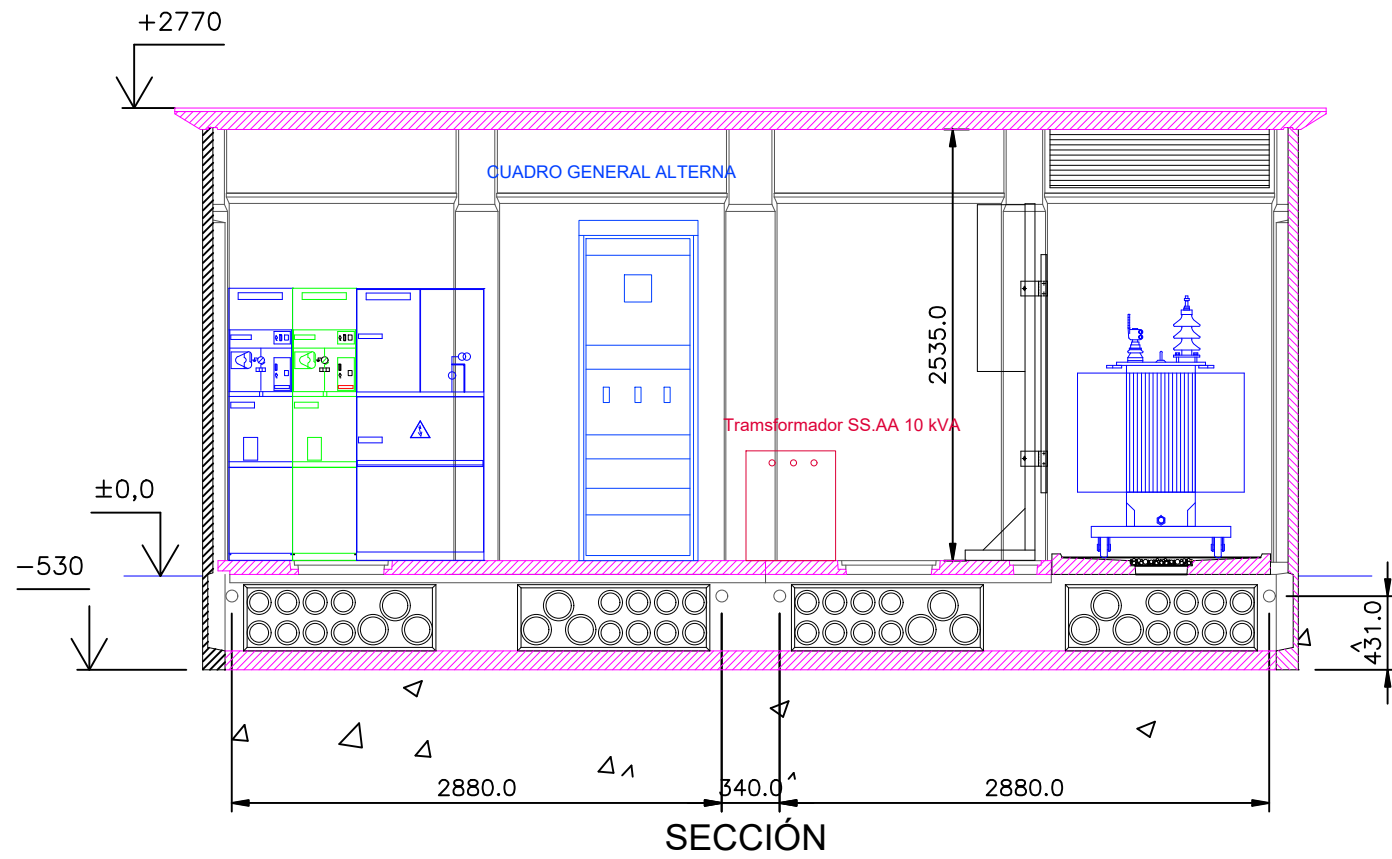 +2770
CUADRO GENERAL ALTERNA
2535.0
Tramsformador SS.AA 10 kVA
±0,0
−530
431.0
2880.0
340.0
2880.0
SECCIÓN